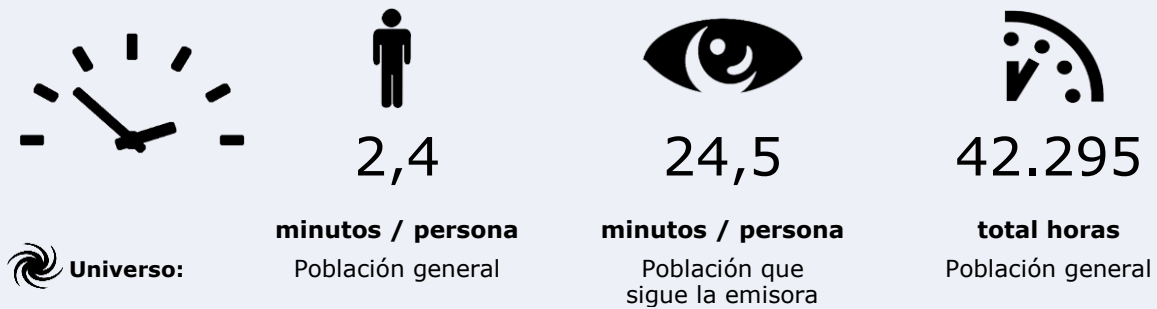 2,4
24,5
42.295
minutos / persona
minutos / persona
total horas
Universo:
Población general
Población que
sigue la emisora
Población general